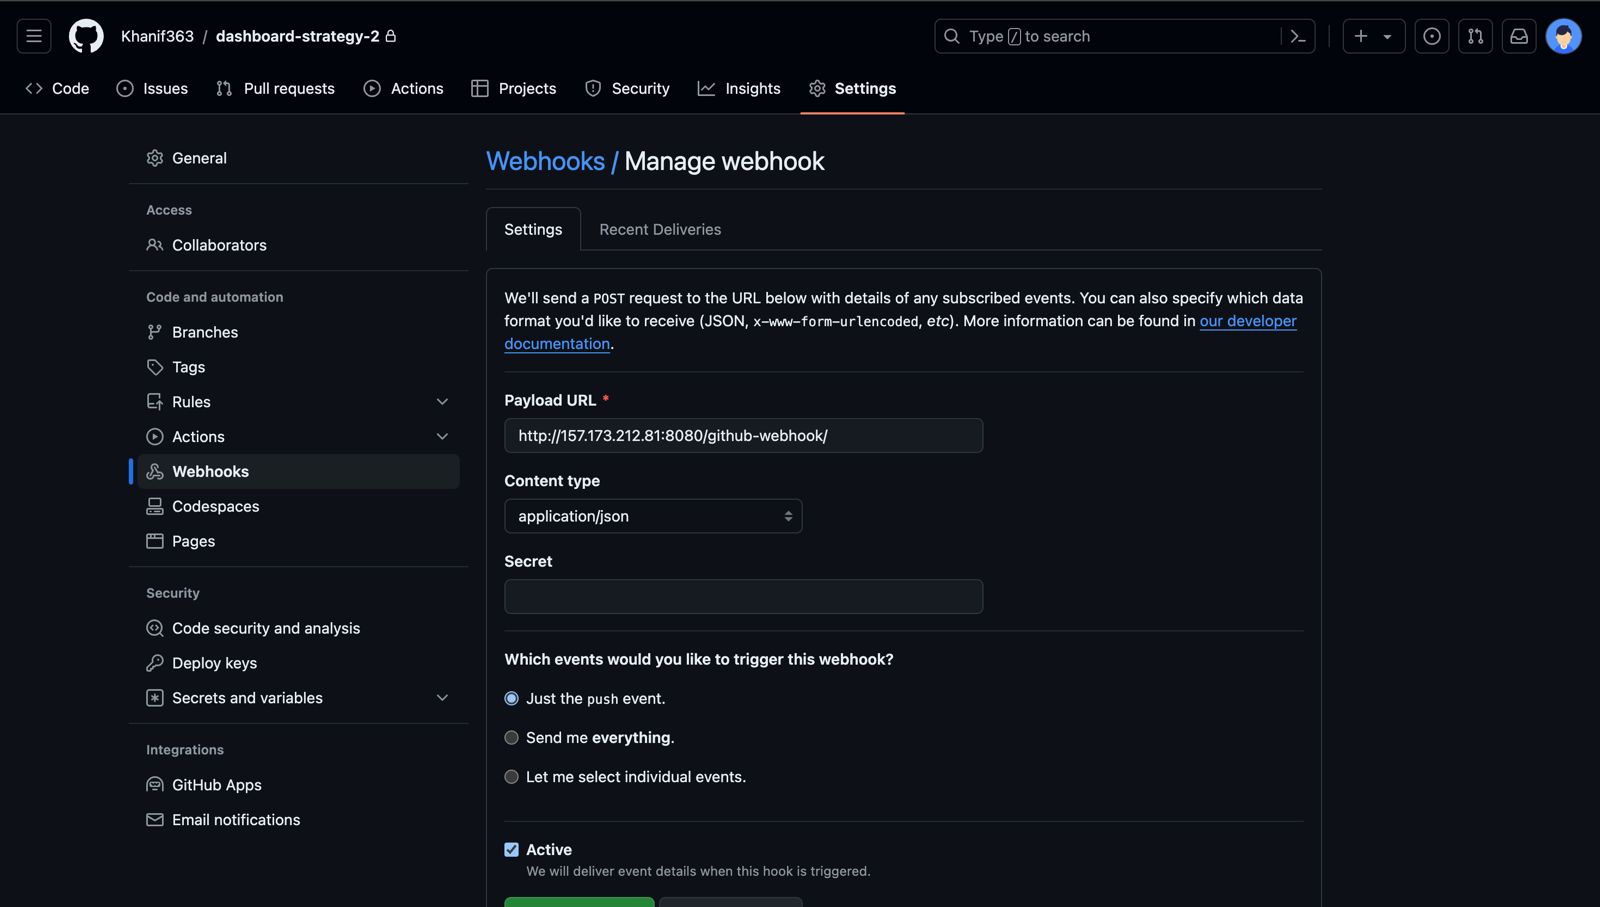 Khanif363 / dashboard-strategy-2
Type / to search
Code
Issues
Pull requests
Actions
Projects
Security
Insights
Settings
General
Access
Collaborators
Code and automation
Branches
Tags
Rules
Actions
Webhooks
Codespaces
Pages
Security
Code security and analysis
Deploy keys
Secrets and variables
Integrations
GitHub Apps
Email notifications
Webhooks / Manage webhook
Settings
Recent Deliveries
We'll send a POST request to the URL below with details of any subscribed events. You can also specify which data
format you'd like to receive (JSON, x-www-form-urlencoded, etc). More information can be found in our developer
documentation.
Payload URL *
http://157.173.212.81:8080/github-webhook/
Content type
application/json
Secret
Which events would you like to trigger this webhook?
Just the push event.
Send me everything.
Let me select individual events.
Active
We will deliver event details when this hook is triggered.